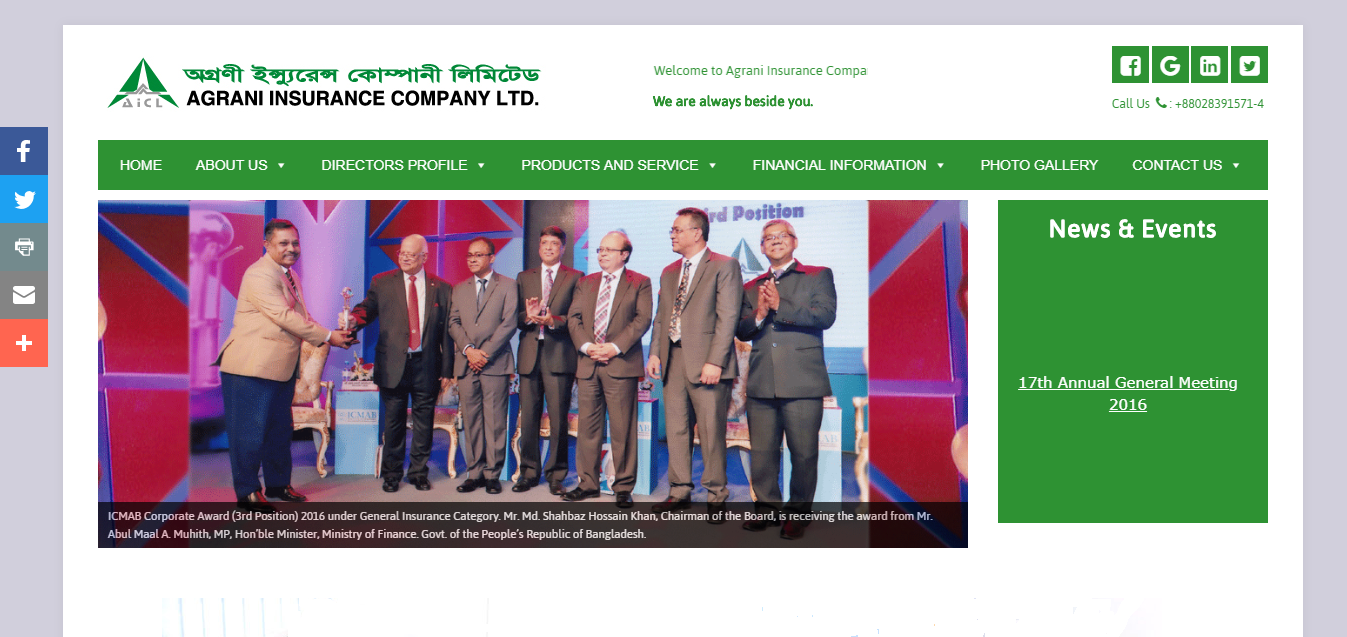 অগ্রণী ইন্স্যুরেন্স কোম্পানী লিমিটেড
AGRANI INSURANCE COMPANY LTD.
AiCL
Welcome to Agrani Insurance Compa
We are always beside you.
Call Us : +88028391571-4
HOME ABOUT US DIRECTORS PROFILE PRODUCTS AND SERVICE FINANCIAL INFORMATION PHOTO GALLERY CONTACT US
3rd Position
ICMAB
News & Events
17th Annual General Meeting
2016
ICMAB Corporate Award (3rd Position) 2016 under General Insurance Category. Mr. Md. Shahbaz Hossain Khan, Chairman of the Board, is receiving the award from Mr.
Abul Maal A. Muhith, MP, Hon'ble Minister, Ministry of Finance. Govt. of the People's Republic of Bangladesh.